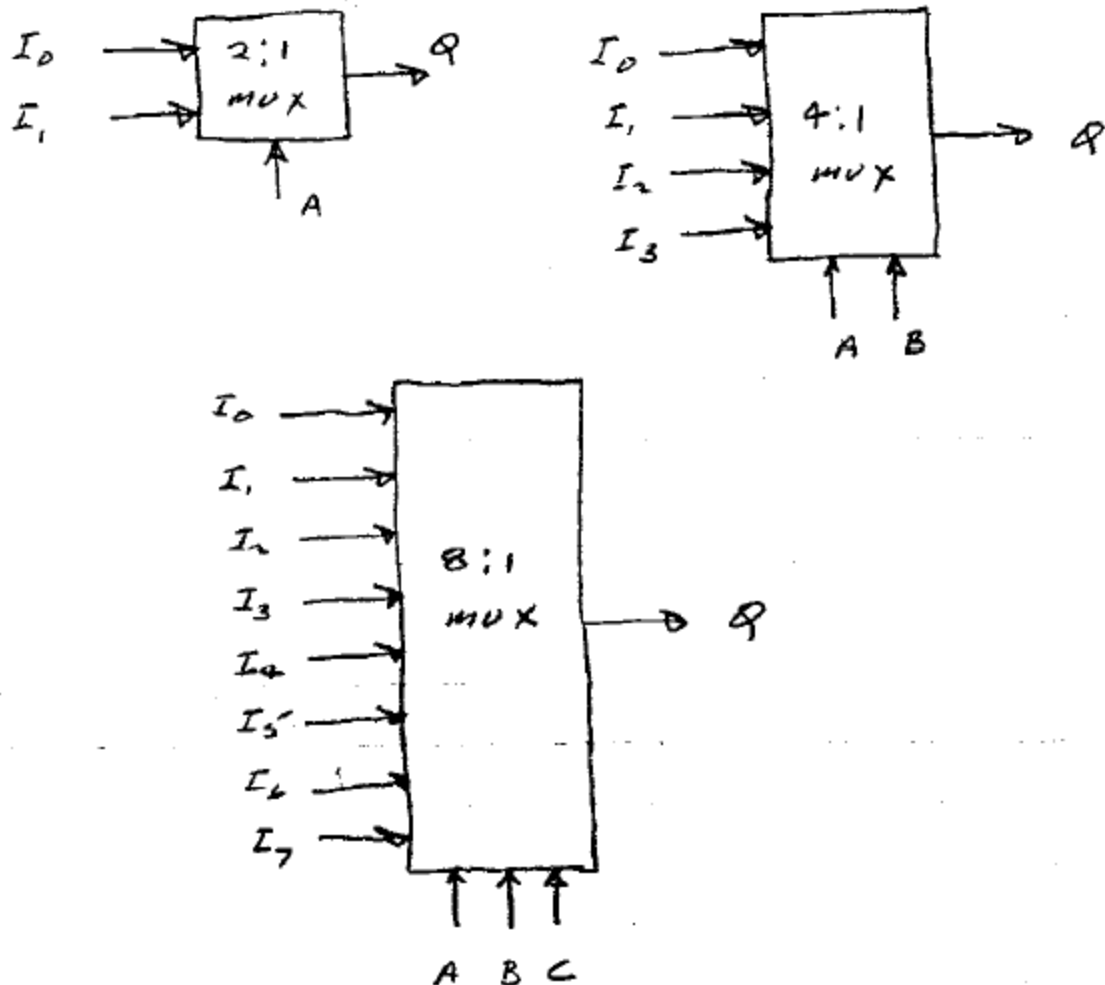 I₀
I₁
2:1
mux
Q
A
I₀
I₁
I₂
I₃
4:1
mux
Q
A B
I₀
I₁
I₂
I₃
I₄
I₅
I₆
I₇
8:1
mux
Q
A B C